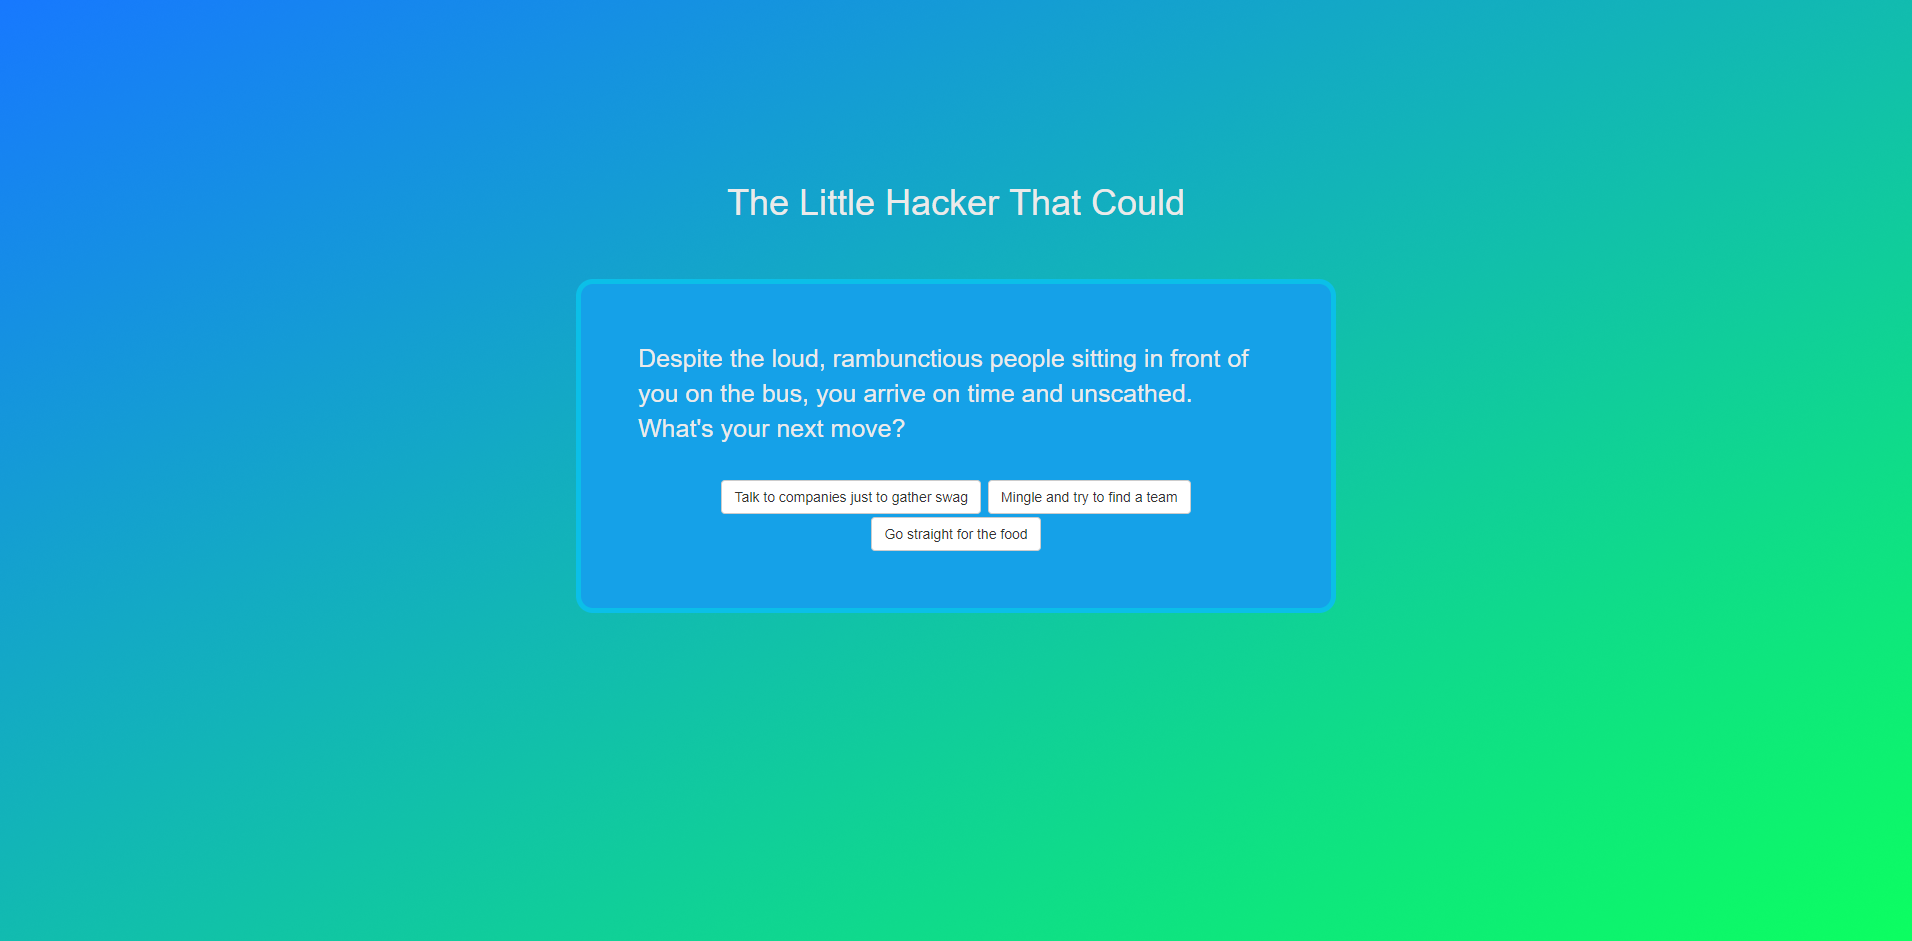 The Little Hacker That Could
Despite the loud, rambunctious people sitting in front of
you on the bus, you arrive on time and unscathed.
What's your next move?
Talk to companies just to gather swag
Mingle and try to find a team
Go straight for the food